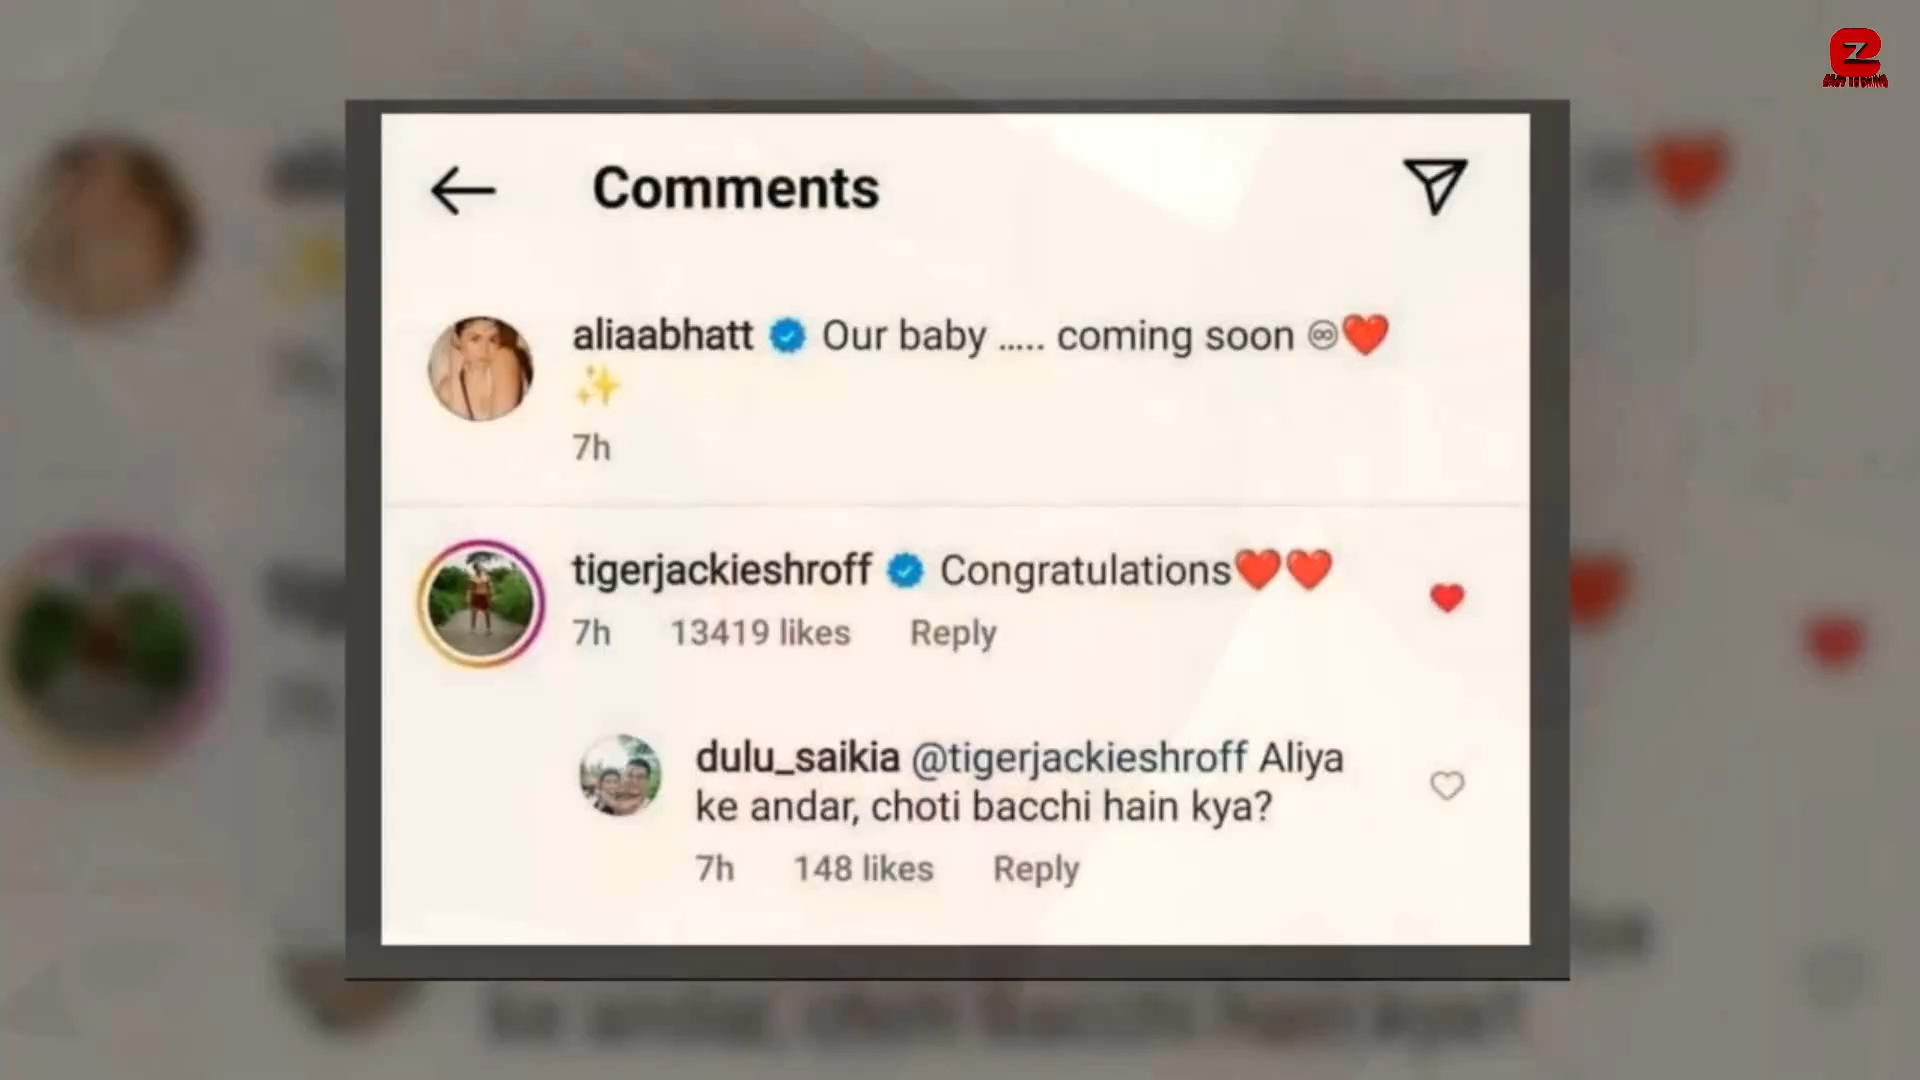 Comments
aliaabhatt Our baby ..... coming soon ♾❤️
✨
7h
tigerjackieshroff Congratulations❤️❤️
7h 13419 likes Reply
dulu_saikia @tigerjackieshroff Aliya
ke andar, choti bacchi hain kya?
7h 148 likes Reply